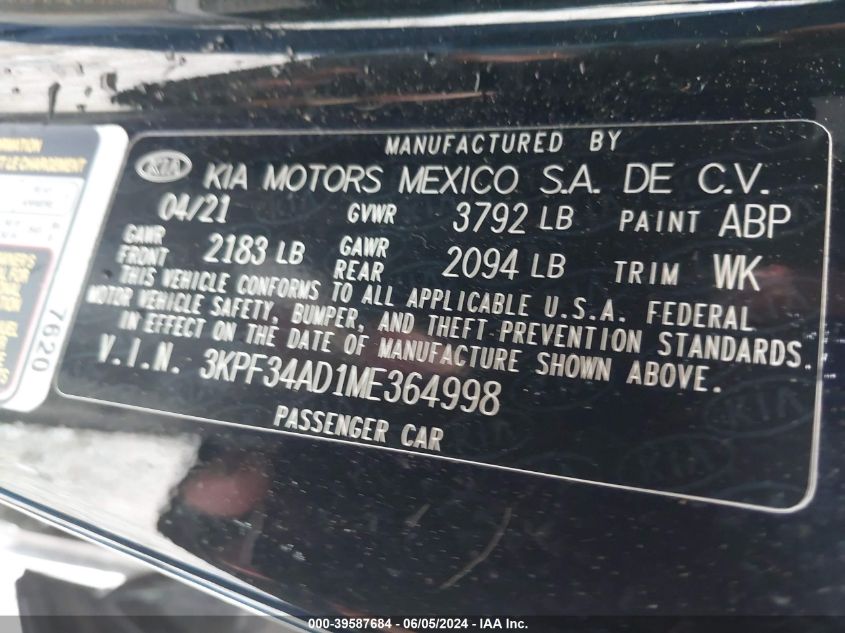 MANUFACTURED BY
KIA KIA MOTORS MEXICO S.A. DE C.V.
04/21 GVWR 3792 LB PAINT ABP
GAWR FRONT 2183 LB GAWR REAR 2094 LB TRIM WK
THIS VEHICLE CONFORMS TO ALL APPLICABLE U.S.A. FEDERAL
MOTOR VEHICLE SAFETY, BUMPER, AND THEFT PREVENTION STANDARDS.
IN EFFECT ON THE DATE OF MANUFACTURE SHOWN ABOVE.
V.I.N. 3KPF34AD1ME364998
PASSENGER CAR
7620
000-39587684 - 06/05/2024 - IAA Inc.